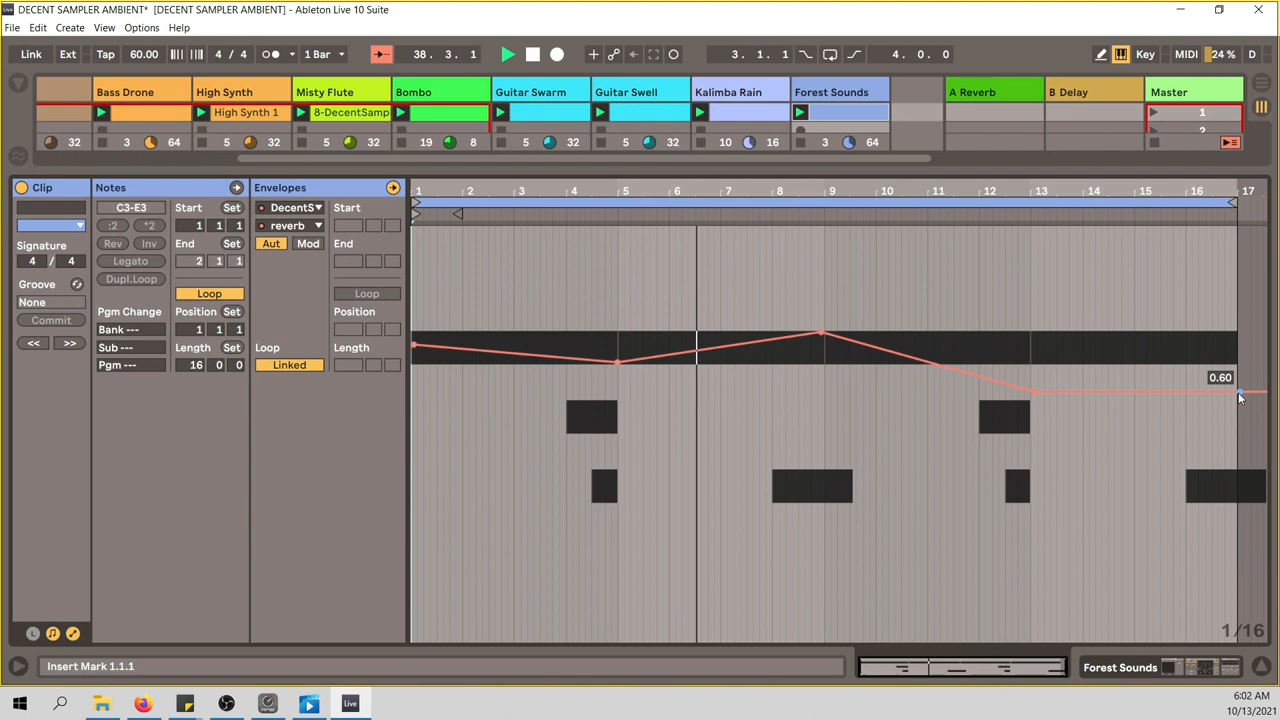 DECENT SAMPLER AMBIENT* [DECENT SAMPLER AMBIENT] - Ableton Live 10 Suite
File Edit Create View Options Help
Link Ext Tap 60.00 4 / 4 1 Bar 38. 3. 1 3. 1. 1 4. 0. 0 Key MIDI 24 % D
Bass Drone High Synth Misty Flute Bombo Guitar Swarm Guitar Swell Kalimba Rain Forest Sounds A Reverb B Delay Master
High Synth 1 8-DecentSamp 1
2
32 3 64 5 32 5 32 19 8 5 32 5 32 10 16 3 64
Clip Notes Envelopes 1 2 3 4 5 6 7 8 9 10 11 12 13 14 15 16 17
C3-E3 Start Set DecentS Start
:2 *2 1 1 1 reverb
Signature Rev Inv End Set Aut Mod End
4 / 4 Legato 2 1 1
Groove Dupl.Loop
None Loop Loop
Commit Pgm Change Position Set Position
Bank --- 1 1 1
<< >> Sub --- Length Set Loop Length
Pgm --- 16 0 0 Linked
0.60
L
1/16
Insert Mark 1.1.1
Forest Sounds
Live
6:02 AM
10/13/2021